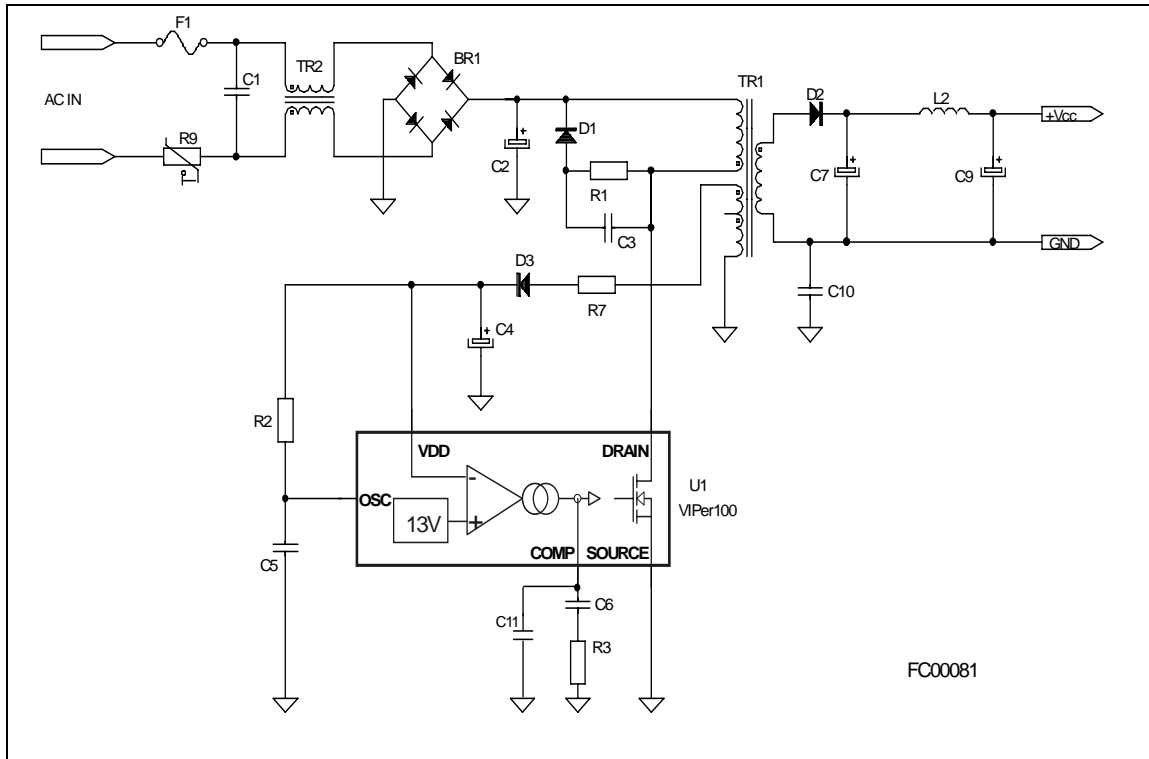 F1
TR2
BR1
TR1
D2
L2
AC IN
C1
+Vcc
D1
R9
T°
C2
R1
C7
C9
C3
GND
D3
R7
C10
C4
R2
VDD
DRAIN
U1
VIPer100
OSC
-
13V
+
COMP
SOURCE
C5
C6
C11
R3
FC00081
+
+
+
+